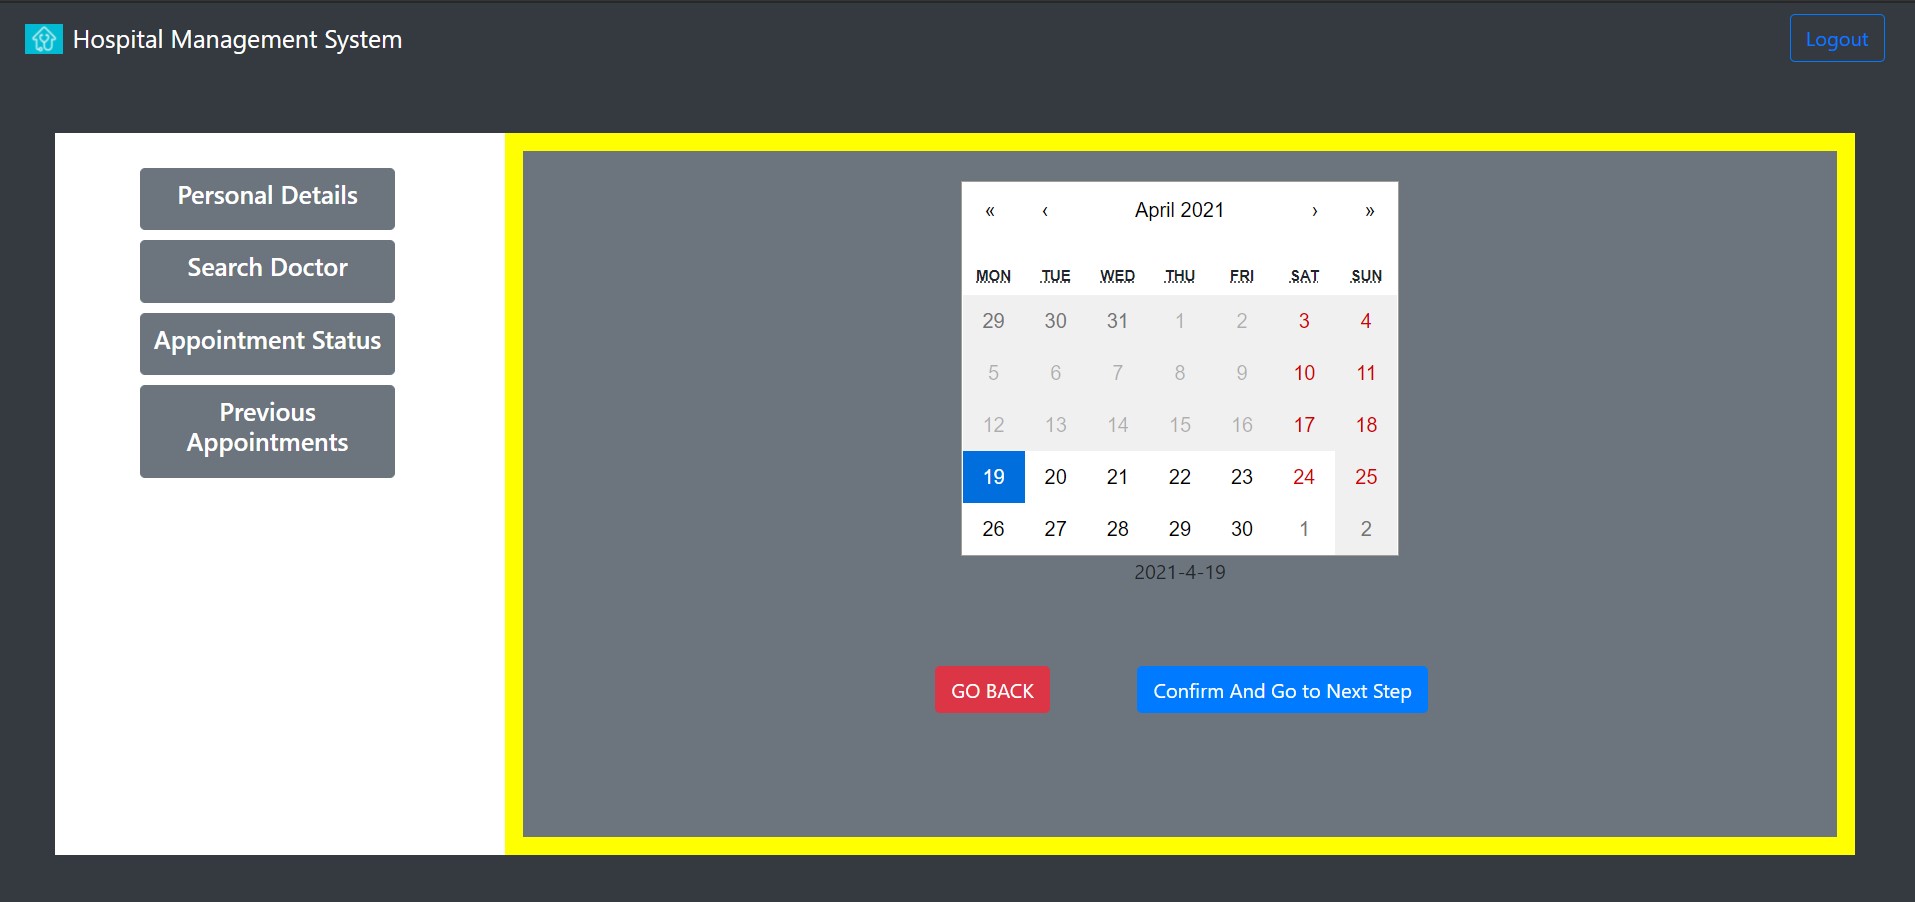 Hospital Management System
Logout
Personal Details
Search Doctor
Appointment Status
Previous
Appointments
« ‹ April 2021 › »
MON TUE WED THU FRI SAT SUN
29 30 31 1 2 3 4
5 6 7 8 9 10 11
12 13 14 15 16 17 18
19 20 21 22 23 24 25
26 27 28 29 30 1 2
2021-4-19
GO BACK
Confirm And Go to Next Step